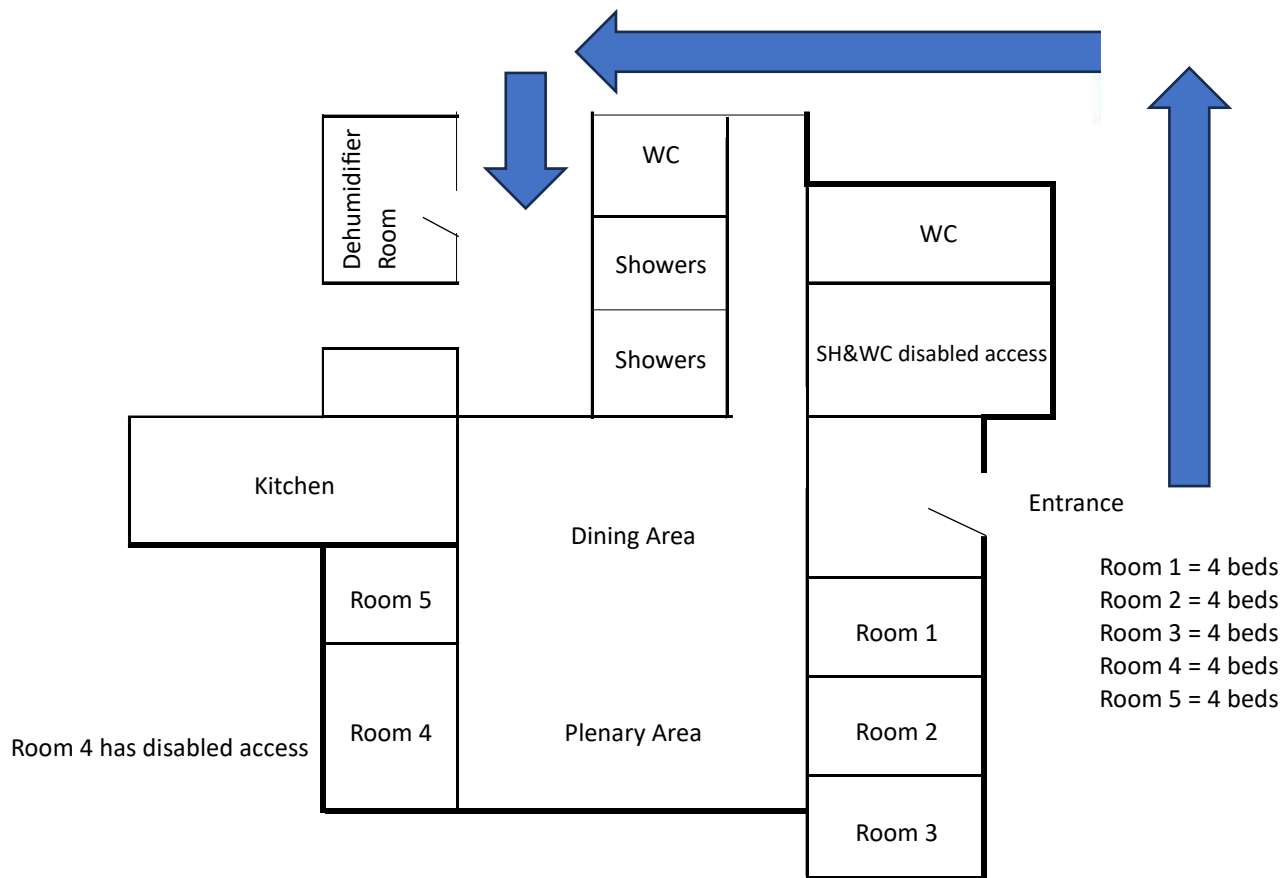 Dehumidifier
Room
WC
WC
Showers
Showers
SH&WC disabled access
Kitchen
Entrance
Dining Area
Room 5
Room 1
Room 4
Plenary Area
Room 2
Room 3
Room 4 has disabled access
Room 1 = 4 beds
Room 2 = 4 beds
Room 3 = 4 beds
Room 4 = 4 beds
Room 5 = 4 beds